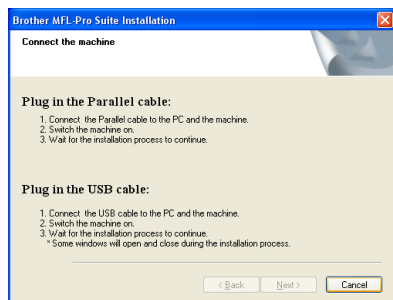 Brother MFL-Pro Suite Installation
Connect the machine
Plug in the Parallel cable:
1. Connect the Parallel cable to the PC and the machine.
2. Switch the machine on.
3. Wait for the installation process to continue.
Plug in the USB cable:
1. Connect the USB cable to the PC and the machine.
2. Switch the machine on.
3. Wait for the installation process to continue.
* Some windows will open and close during the installation process.
< Back Next > Cancel